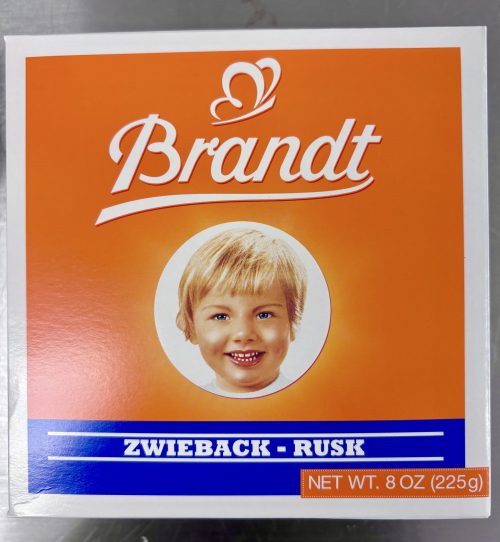 Brandt
ZWIEBACK - RUSK
NET WT. 8 OZ (225g)